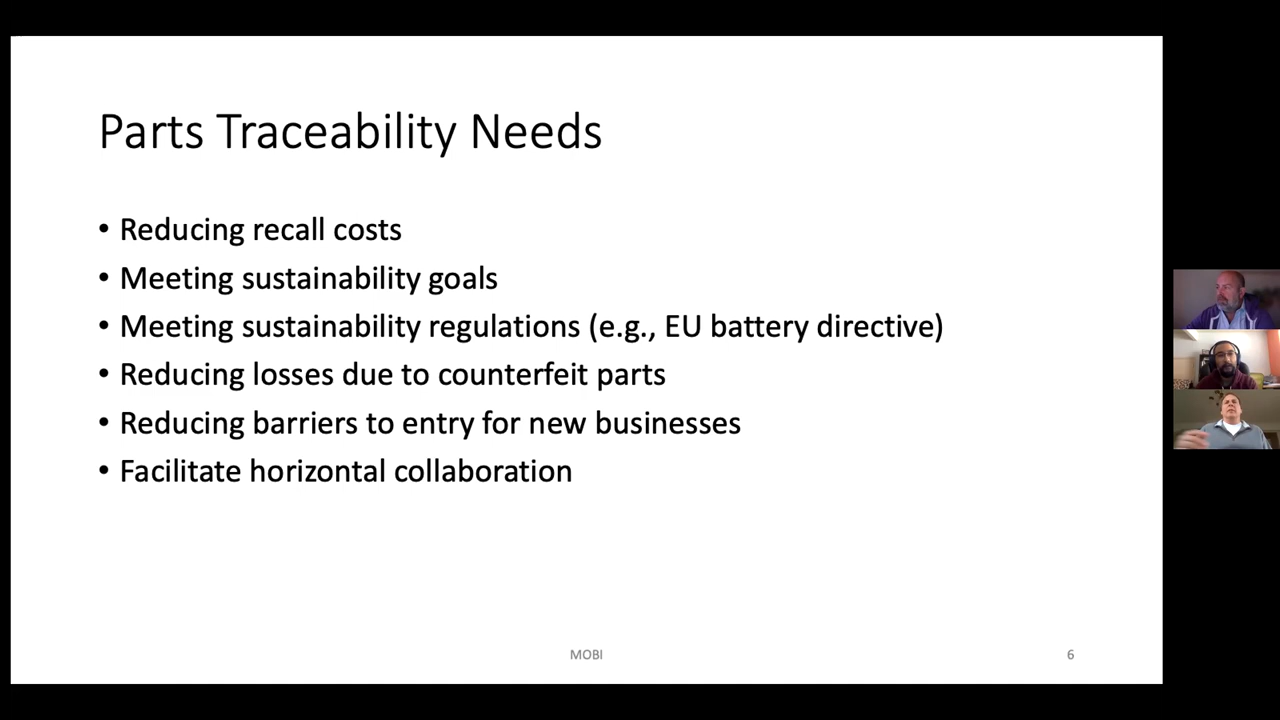 Parts Traceability Needs
• Reducing recall costs
• Meeting sustainability goals
• Meeting sustainability regulations (e.g., EU battery directive)
• Reducing losses due to counterfeit parts
• Reducing barriers to entry for new businesses
• Facilitate horizontal collaboration
MOBI
6